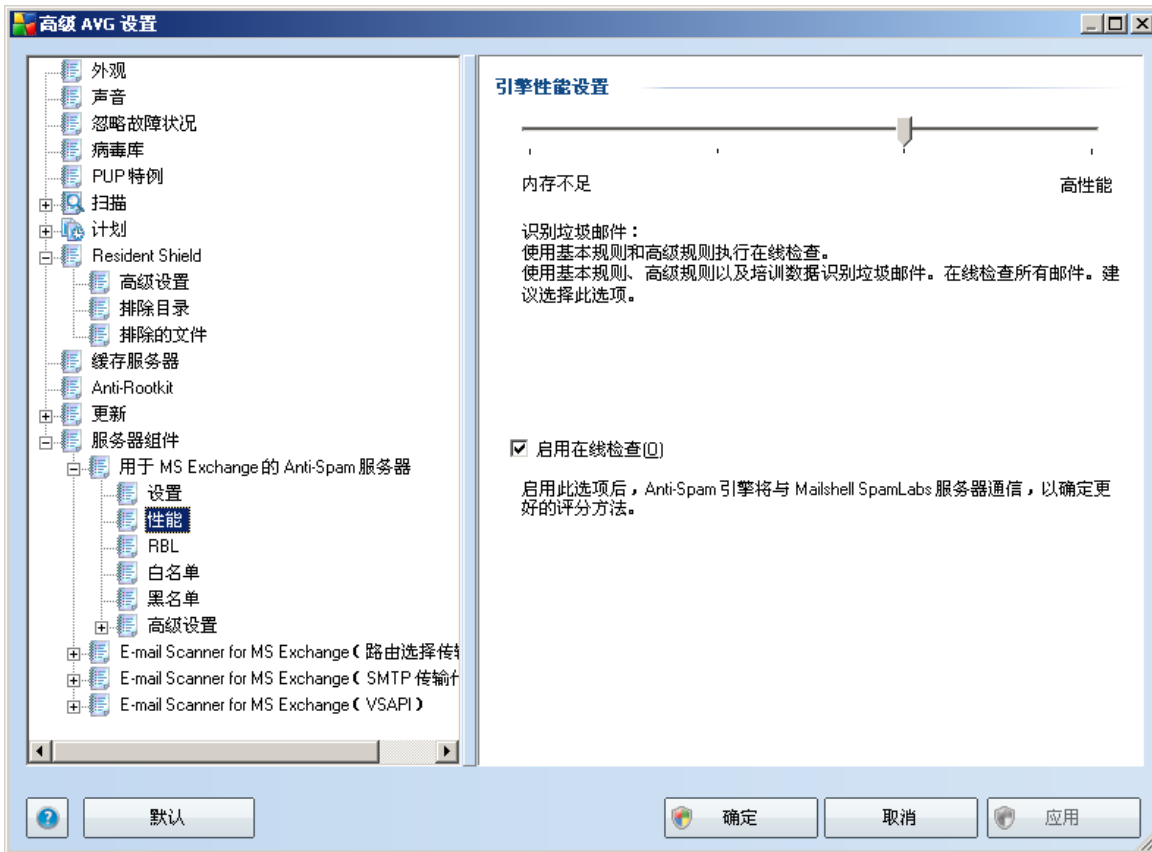 高级 AVG 设置
外观
声音
忽略故障状况
病毒库
PUP 特例
扫描
计划
Resident Shield
高级设置
排除目录
排除的文件
缓存服务器
Anti-Rootkit
更新
服务器组件
用于 MS Exchange 的 Anti-Spam 服务器
设置
性能
RBL
白名单
黑名单
高级设置
E-mail Scanner for MS Exchange（路由选择传
E-mail Scanner for MS Exchange（SMTP 传输
E-mail Scanner for MS Exchange（VSAPI）
引擎性能设置
内存不足
高性能
识别垃圾邮件：
使用基本规则和高级规则执行在线检查。
使用基本规则、高级规则以及培训数据识别垃圾邮件。在线检查所有邮件。建
议选择此选项。
启用在线检查(O)
启用此选项后，Anti-Spam 引擎将与 Mailshell SpamLabs 服务器通信，以确定更
好的评分方法。
?
默认
确定
取消
应用